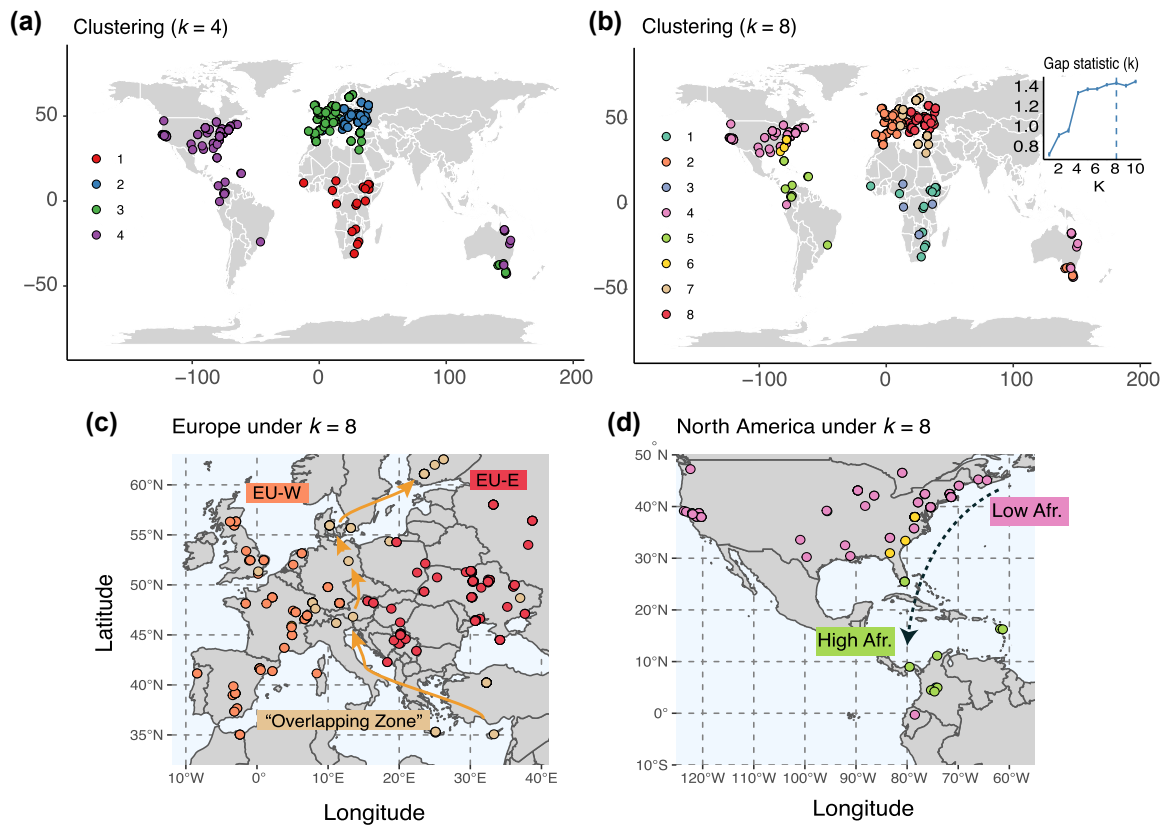 (a) Clustering (k = 4)
50
0
−50
1
2
3
4
−100 0 100 200
(b) Clustering (k = 8)
50
0
−50
1
2
3
4
5
6
7
8
Gap statistic (k)
1.4
1.2
1.0
0.8
2 4 6 8 10
K
−100 0 100 200
(c) Europe under k = 8
Latitude
60°N
55°N
50°N
45°N
40°N
35°N
EU-W
EU-E
“Overlapping Zone”
10°W 0° 10°E 20°E 30°E 40°E
Longitude
(d) North America under k = 8
50°N
40°N
30°N
20°N
10°N
0°
10°S
Low Afr.
High Afr.
120°W 110°W 100°W 90°W 80°W 70°W 60°W
Longitude